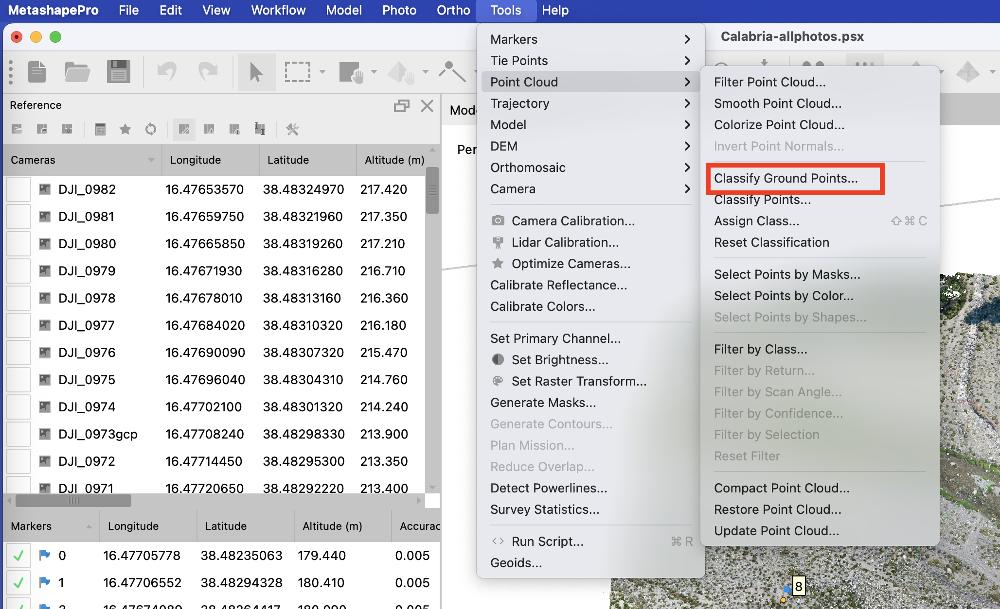 MetashapePro File Edit View Workflow Model Photo Ortho Tools Help
Calabria-allphotos.psx
Reference
Cameras Longitude Latitude Altitude (m)
DJI_0982 16.47653570 38.48324970 217.420
DJI_0981 16.47659750 38.48321960 217.350
DJI_0980 16.47665850 38.48319260 217.210
DJI_0979 16.47671930 38.48316280 216.710
DJI_0978 16.47678010 38.48313160 216.360
DJI_0977 16.47684020 38.48310320 216.180
DJI_0976 16.47690090 38.48307320 215.470
DJI_0975 16.47696040 38.48304310 214.760
DJI_0974 16.47702100 38.48301320 214.240
DJI_0973gcp 16.47708240 38.48298330 213.900
DJI_0972 16.47714450 38.48295300 213.350
DJI_0971 16.47720650 38.48292220 213.400
Markers Longitude Latitude Altitude (m) Accurac
0 16.47705778 38.48235063 179.440 0.005
1 16.47706552 38.48294328 180.410 0.005
Mode
Per
Markers
Tie Points
Point Cloud
Trajectory
Model
DEM
Orthomosaic
Camera
Camera Calibration...
Lidar Calibration...
Optimize Cameras...
Calibrate Reflectance...
Calibrate Colors...
Set Primary Channel...
Set Brightness...
Set Raster Transform...
Generate Masks...
Generate Contours...
Plan Mission...
Reduce Overlap...
Detect Powerlines...
Survey Statistics...
Run Script... ⌘ R
Geoids...
Filter Point Cloud...
Smooth Point Cloud...
Colorize Point Cloud...
Invert Point Normals...
Classify Ground Points...
Classify Points...
Assign Class... ⇧ ⌘ C
Reset Classification
Select Points by Masks...
Select Points by Color...
Select Points by Shapes...
Filter by Class...
Filter by Return...
Filter by Scan Angle...
Filter by Confidence...
Filter by Selection
Reset Filter
Compact Point Cloud...
Restore Point Cloud...
Update Point Cloud...
8